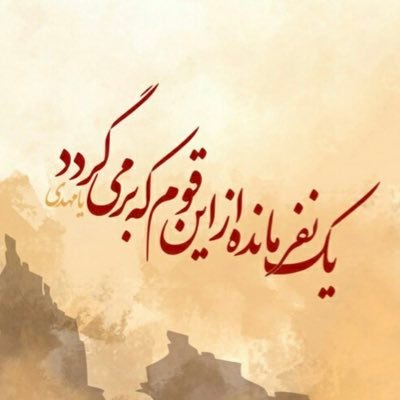 یک نفر مانده از این قوم که برمی گردد
یا مهدی